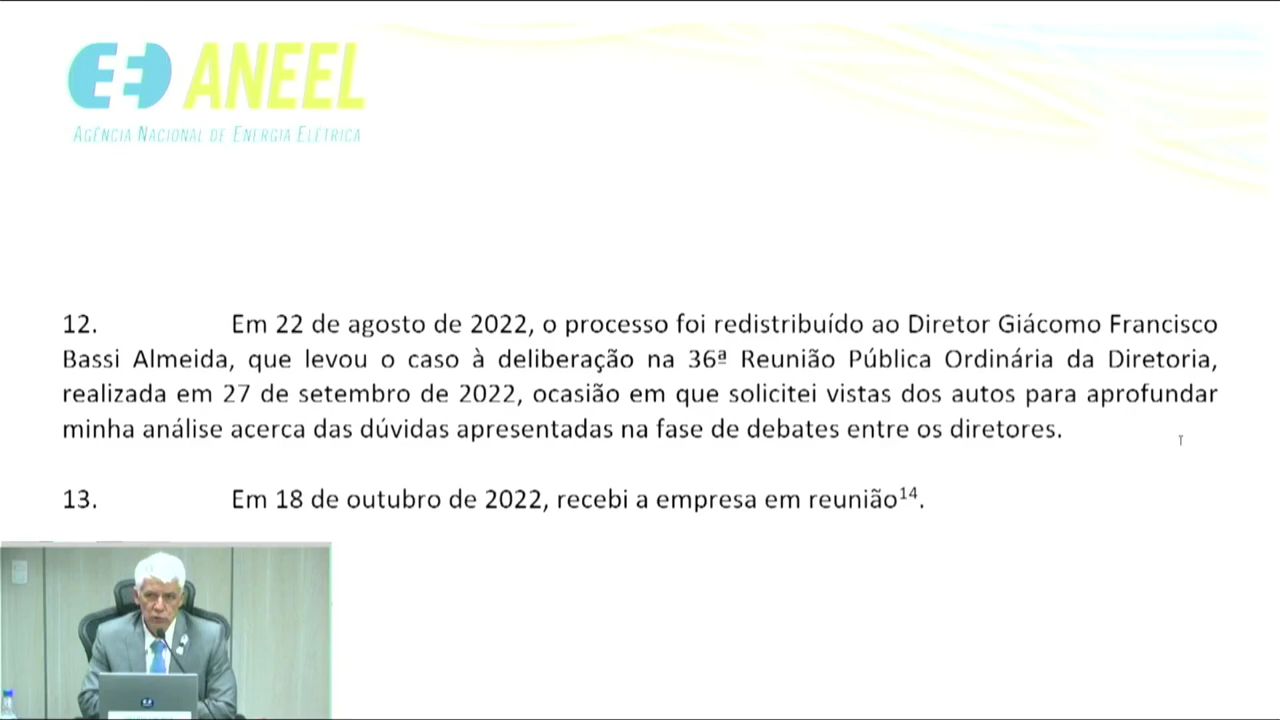 ANEEL
AGÊNCIA NACIONAL DE ENERGIA ELÉTRICA
12. Em 22 de agosto de 2022, o processo foi redistribuído ao Diretor Giácomo Francisco
Bassi Almeida, que levou o caso à deliberação na 36ª Reunião Pública Ordinária da Diretoria,
realizada em 27 de setembro de 2022, ocasião em que solicitei vistas dos autos para aprofundar
minha análise acerca das dúvidas apresentadas na fase de debates entre os diretores.
13. Em 18 de outubro de 2022, recebi a empresa em reunião¹⁴.